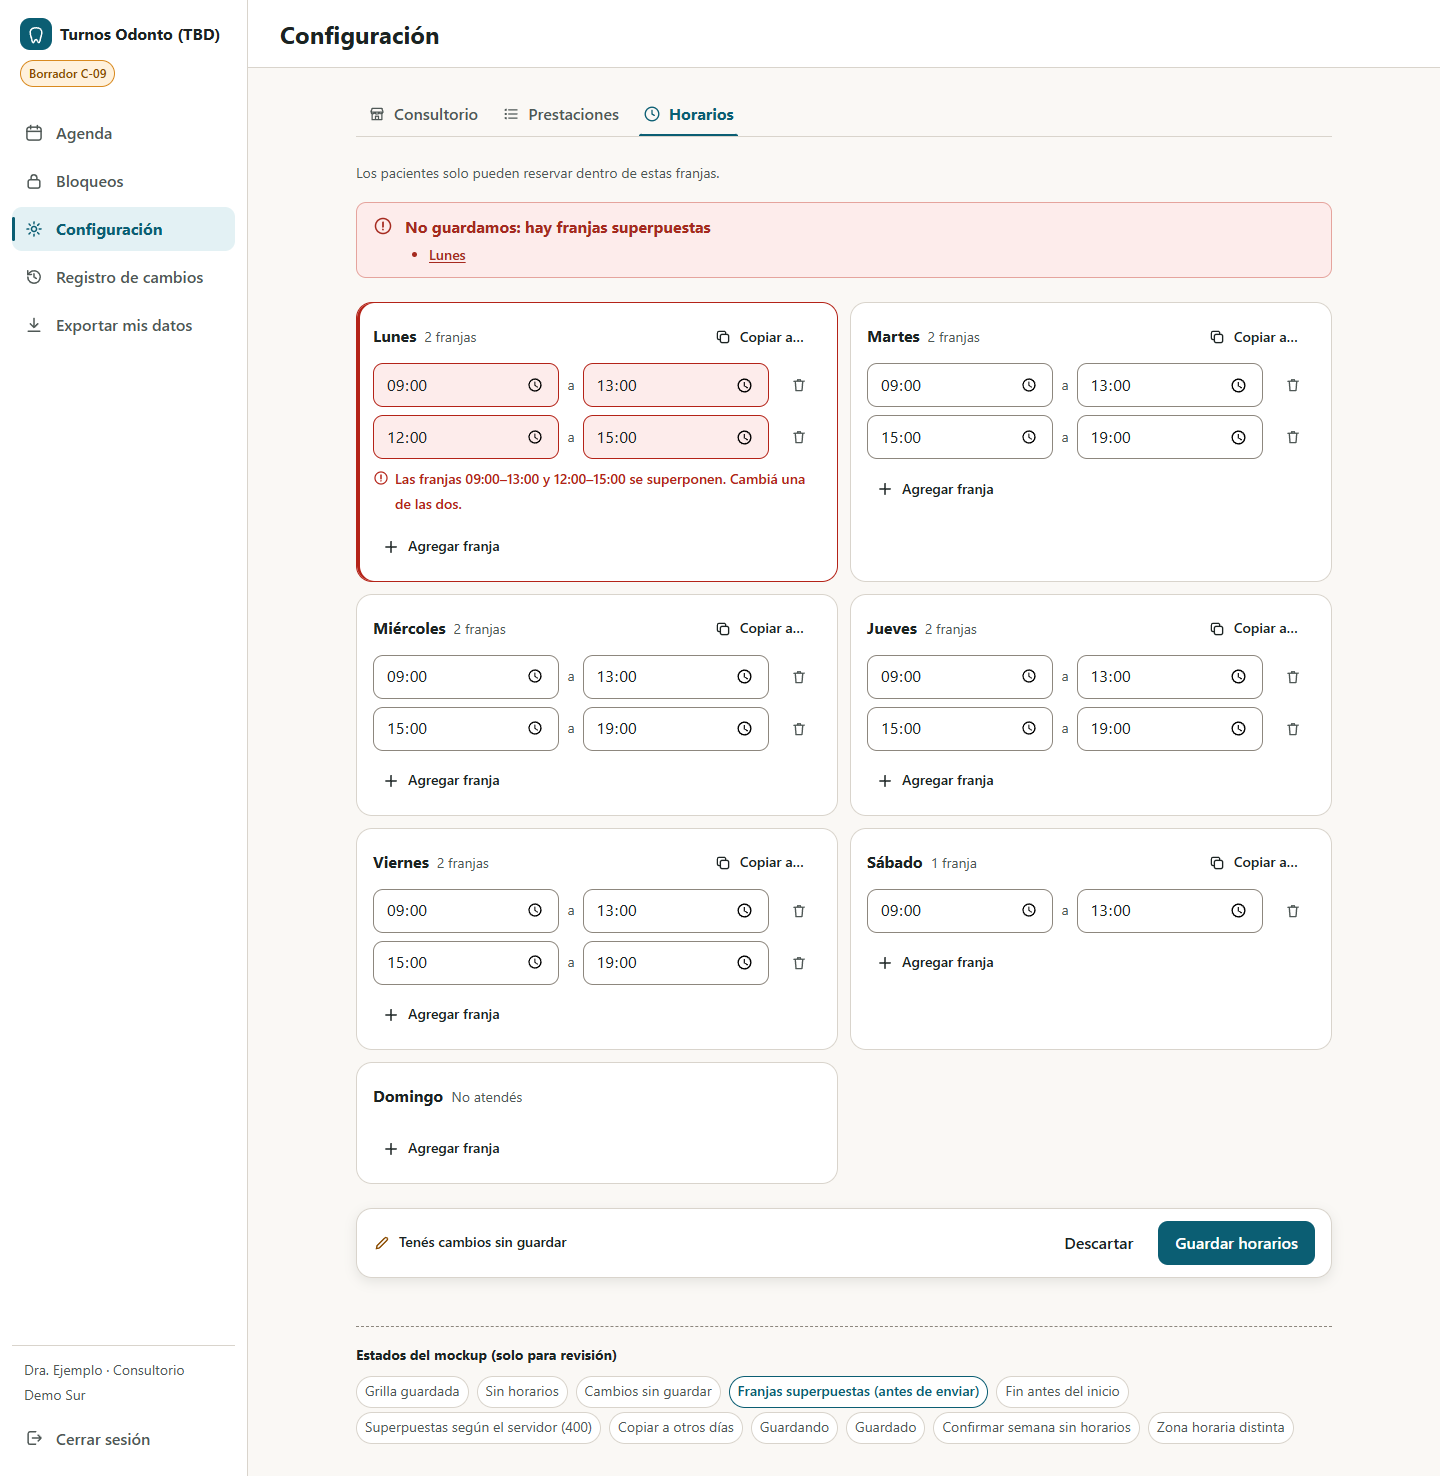 Turnos Odonto (TBD)
Borrador C-09
Agenda
Bloqueos
Configuración
Registro de cambios
Exportar mis datos
Dra. Ejemplo · Consultorio
Demo Sur
Cerrar sesión
Configuración
Consultorio
Prestaciones
Horarios
Los pacientes solo pueden reservar dentro de estas franjas.
No guardamos: hay franjas superpuestas
• Lunes
Lunes 2 franjas
Copiar a...
09:00 a 13:00
12:00 a 15:00
Las franjas 09:00–13:00 y 12:00–15:00 se superponen. Cambiá una
de las dos.
Agregar franja
Martes 2 franjas
Copiar a...
09:00 a 13:00
15:00 a 19:00
Agregar franja
Miércoles 2 franjas
Copiar a...
09:00 a 13:00
15:00 a 19:00
Agregar franja
Jueves 2 franjas
Copiar a...
09:00 a 13:00
15:00 a 19:00
Agregar franja
Viernes 2 franjas
Copiar a...
09:00 a 13:00
15:00 a 19:00
Agregar franja
Sábado 1 franja
Copiar a...
09:00 a 13:00
Agregar franja
Domingo No atendés
Agregar franja
Tenés cambios sin guardar
Descartar
Guardar horarios
Estados del mockup (solo para revisión)
Grilla guardada
Sin horarios
Cambios sin guardar
Franjas superpuestas (antes de enviar)
Fin antes del inicio
Superpuestas según el servidor (400)
Copiar a otros días
Guardando
Guardado
Confirmar semana sin horarios
Zona horaria distinta